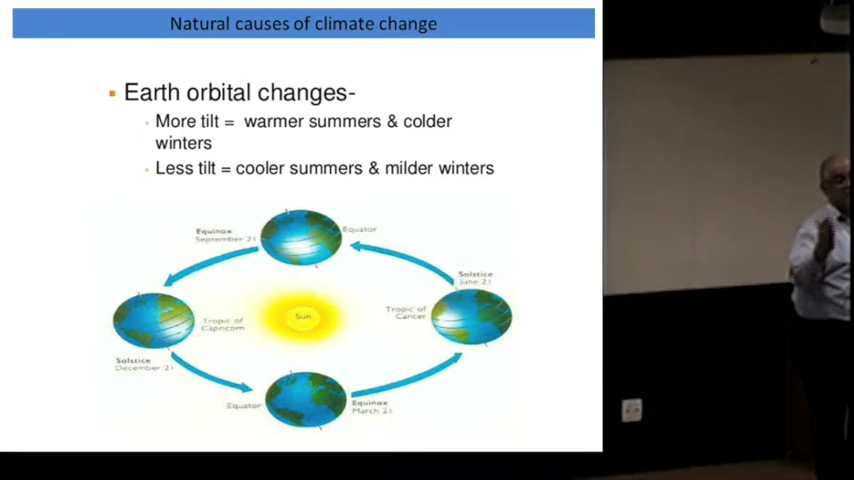 Natural causes of climate change
Earth orbital changes-
More tilt = warmer summers & colder
winters
Less tilt = cooler summers & milder winters
Equinox
September 21
Equator
Solstice
June 21
Tropic of
Capricorn
Sun
Tropic of
Cancer
Solstice
December 21
Equator
Equinox
March 21